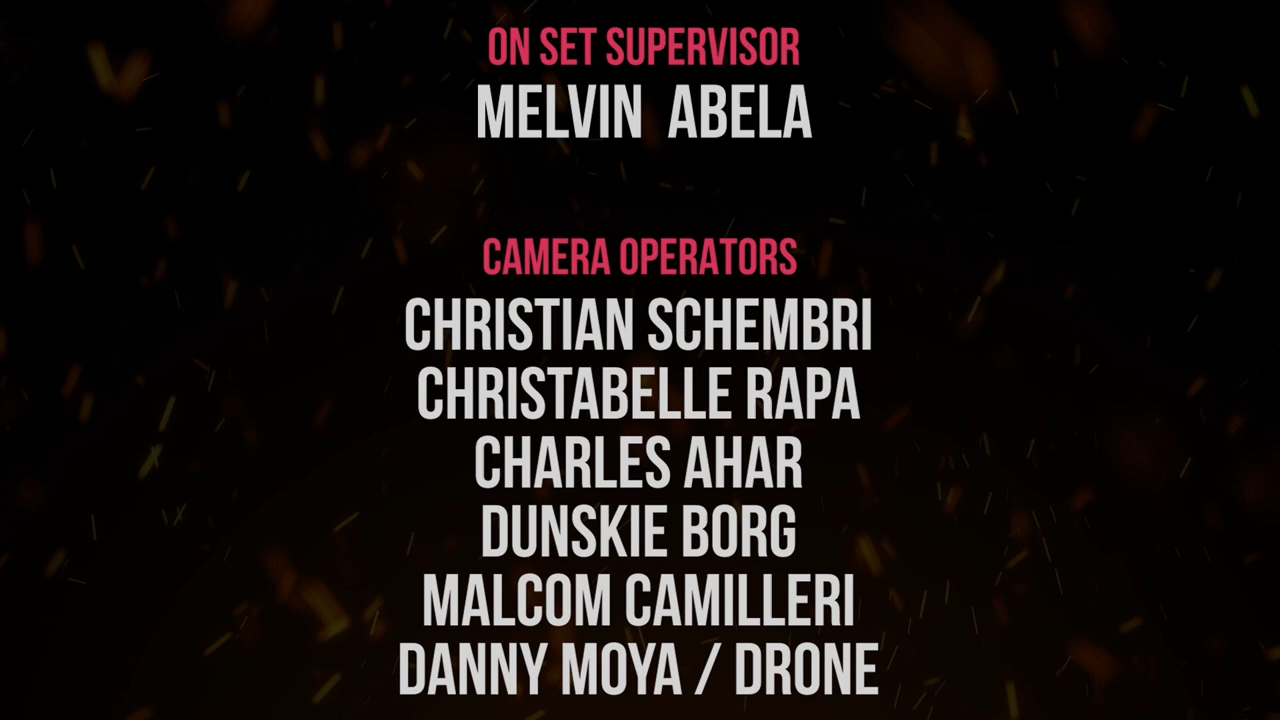 ON SET SUPERVISOR
MELVIN ABELA
CAMERA OPERATORS
CHRISTIAN SCHEMBRI
CHRISTABELLE RAPA
CHARLES AHAR
DUNSKIE BORG
MALCOM CAMILLERI
DANNY MOYA / DRONE